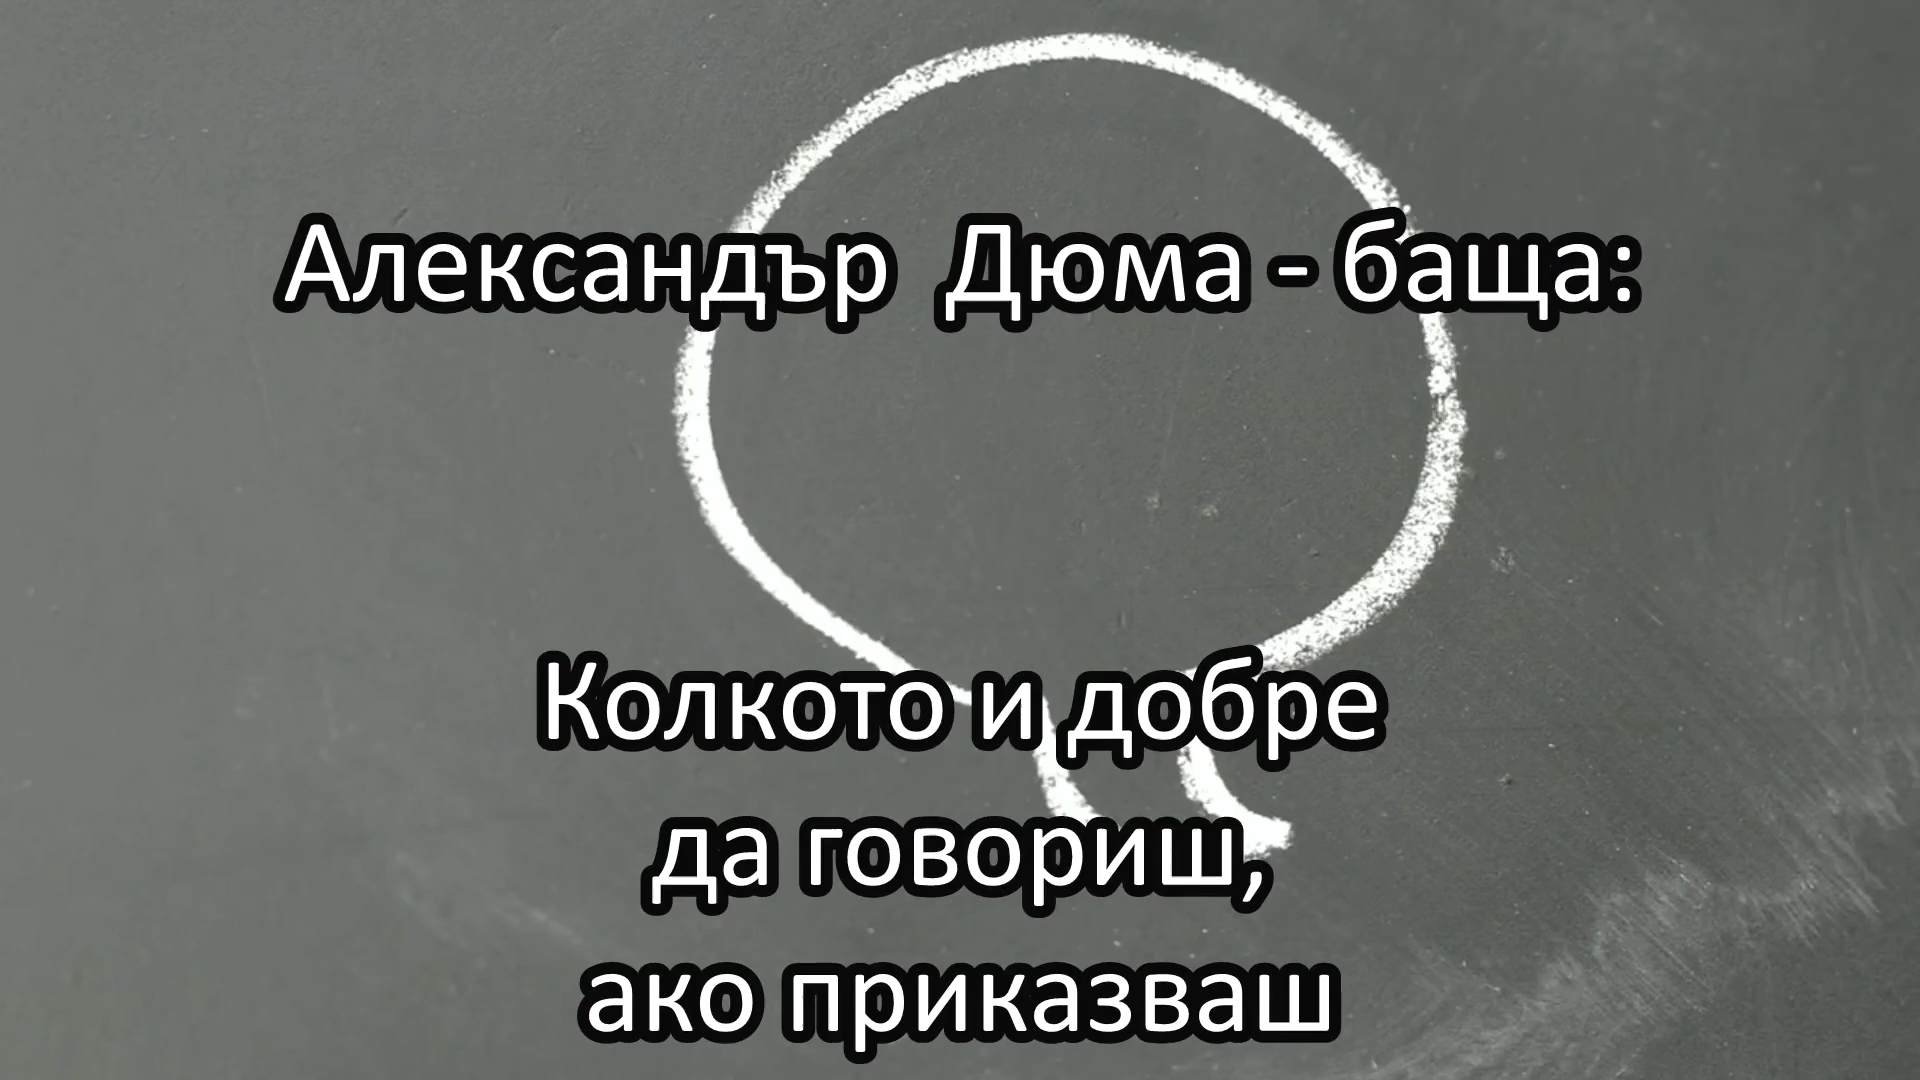 Александър Дюма - баща:
Колкото и добре
да говориш,
ако приказваш